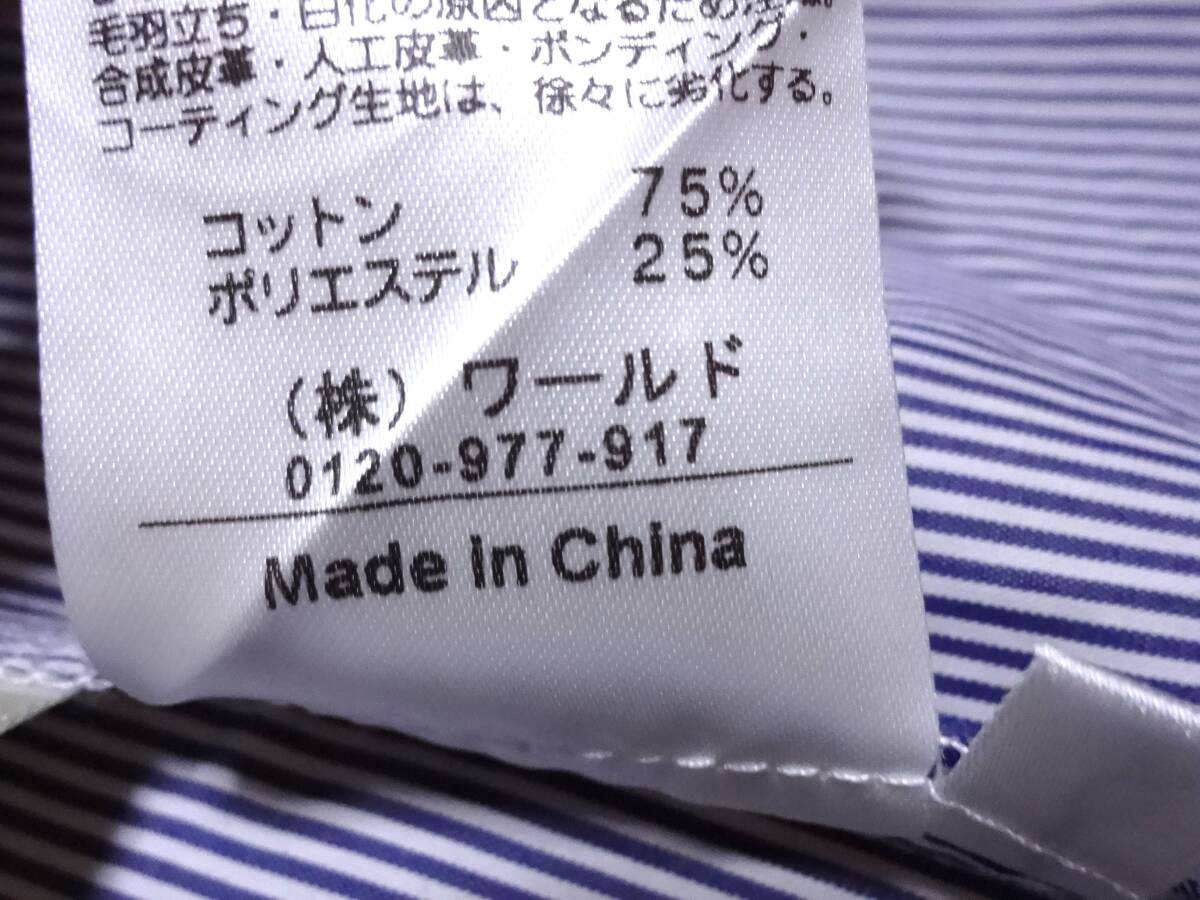 毛羽立ち・白化の原因となるため注意。
合成皮革・人工皮革・ボンディング・
コーティング生地は、徐々に劣化する。
コットン 75%
ポリエステル 25%
(株)ワールド
0120-977-917
Made in China